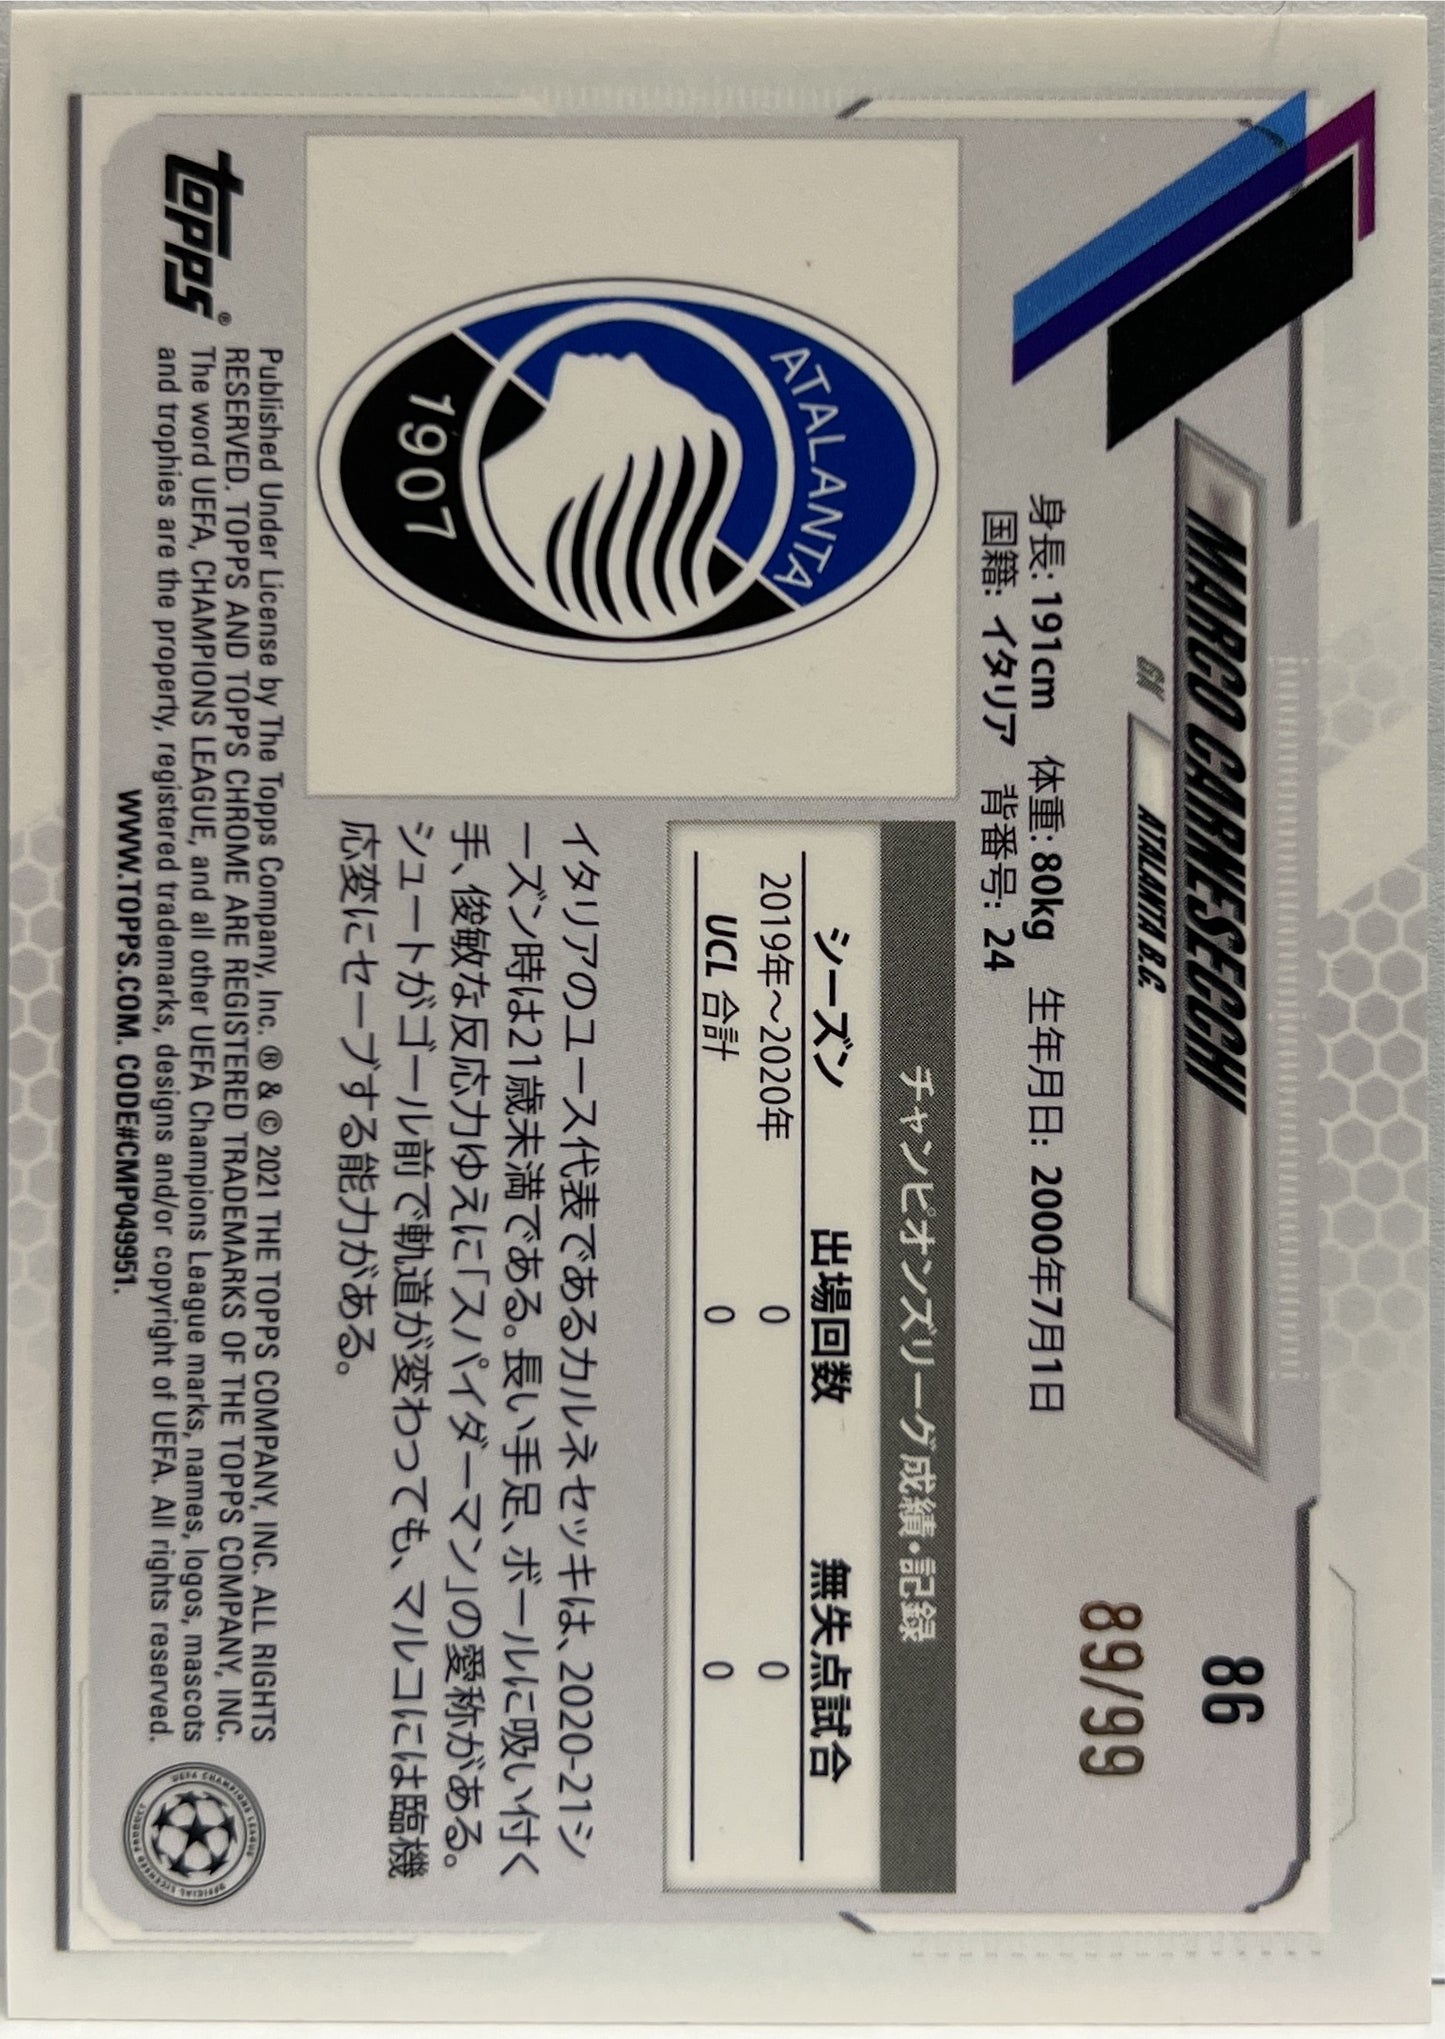 86
89/99
MARCO CARNESECCHI
GK
ATALANTA B.C.
身長: 191cm 体重: 80kg 生年月日: 2000年7月1日
国籍: イタリア 背番号: 24
ATALANTA
1907
チャンピオンズリーグ成績・記録
シーズン 出場回数 無失点試合
2019年～2020年 0 0
UCL 合計 0 0
イタリアのユース代表であるカルネセッキは、2020-21シ
ーズン時は21歳未満である。長い手足、ボールに吸い付く
手、俊敏な反応力ゆえに「スパイダーマン」の愛称がある。
シュートがゴール前で軌道が変わっても、マルコには臨機
応変にセーブする能力がある。
topps®
Published Under License by The Topps Company, Inc. ® & © 2021 THE TOPPS COMPANY, INC. ALL RIGHTS
RESERVED. TOPPS AND TOPPS CHROME ARE REGISTERED TRADEMARKS OF THE TOPPS COMPANY, INC.
The word UEFA, CHAMPIONS LEAGUE, and all other UEFA Champions League marks, names, logos, mascots
and trophies are the property, registered trademarks, designs and/or copyright of UEFA. All rights reserved.
WWW.TOPPS.COM. CODE#CMP049951.
UEFA CHAMPIONS LEAGUE
OFFICIAL LICENSED PRODUCT